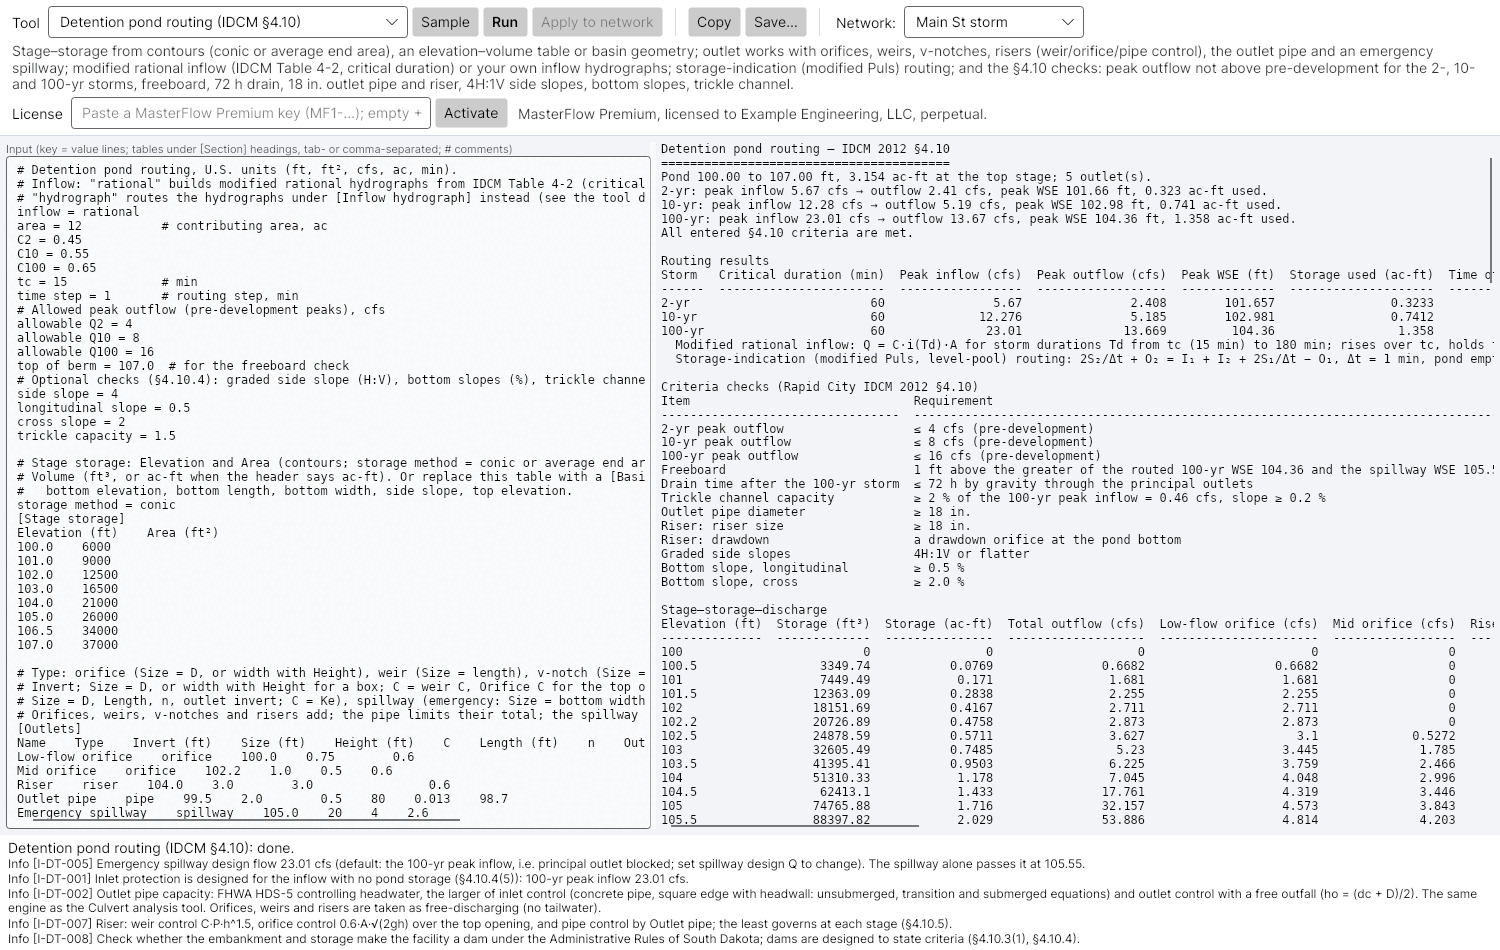 Tool Detention pond routing (IDCM §4.10) Sample Run Apply to network Copy Save... Network: Main St storm
Stage–storage from contours (conic or average end area), an elevation–volume table or basin geometry; outlet works with orifices, weirs, v-notches, risers (weir/orifice/pipe control), the outlet pipe and an emergency
spillway; modified rational inflow (IDCM Table 4-2, critical duration) or your own inflow hydrographs; storage-indication (modified Puls) routing; and the §4.10 checks: peak outflow not above pre-development for the 2-, 10-
and 100-yr storms, freeboard, 72 h drain, 18 in. outlet pipe and riser, 4H:1V side slopes, bottom slopes, trickle channel.
License Paste a MasterFlow Premium key (MF1-...); empty + Activate MasterFlow Premium, licensed to Example Engineering, LLC, perpetual.
Input (key = value lines; tables under [Section] headings, tab- or comma-separated; # comments)
# Detention pond routing, U.S. units (ft, ft², cfs, ac, min).
# Inflow: "rational" builds modified rational hydrographs from IDCM Table 4-2 (critical
# "hydrograph" routes the hydrographs under [Inflow hydrograph] instead (see the tool d
inflow = rational
area = 12 # contributing area, ac
C2 = 0.45
C10 = 0.55
C100 = 0.65
tc = 15 # min
time step = 1 # routing step, min
# Allowed peak outflow (pre-development peaks), cfs
allowable Q2 = 4
allowable Q10 = 8
allowable Q100 = 16
top of berm = 107.0 # for the freeboard check
# Optional checks (§4.10.4): graded side slope (H:V), bottom slopes (%), trickle channe
side slope = 4
longitudinal slope = 0.5
cross slope = 2
trickle capacity = 1.5
# Stage storage: Elevation and Area (contours; storage method = conic or average end ar
# Volume (ft³, or ac-ft when the header says ac-ft). Or replace this table with a [Basi
# bottom elevation, bottom length, bottom width, side slope, top elevation.
storage method = conic
[Stage storage]
Elevation (ft) Area (ft²)
100.0 6000
101.0 9000
102.0 12500
103.0 16500
104.0 21000
105.0 26000
106.5 34000
107.0 37000
# Type: orifice (Size = D, or width with Height), weir (Size = length), v-notch (Size =
# Invert; Size = D, or width with Height for a box; C = weir C, Orifice C for the top o
# Size = D, Length, n, outlet invert; C = Ke), spillway (emergency: Size = bottom width
# Orifices, weirs, v-notches and risers add; the pipe limits their total; the spillway
[Outlets]
Name Type Invert (ft) Size (ft) Height (ft) C Length (ft) n Out
Low-flow orifice orifice 100.0 0.75 0.6
Mid orifice orifice 102.2 1.0 0.5 0.6
Riser riser 104.0 3.0 3.0 0.6
Outlet pipe pipe 99.5 2.0 0.5 80 0.013 98.7
Emergency spillway spillway 105.0 20 4 2.6
Detention pond routing — IDCM 2012 §4.10
========================================
Pond 100.00 to 107.00 ft, 3.154 ac-ft at the top stage; 5 outlet(s).
2-yr: peak inflow 5.67 cfs → outflow 2.41 cfs, peak WSE 101.66 ft, 0.323 ac-ft used.
10-yr: peak inflow 12.28 cfs → outflow 5.19 cfs, peak WSE 102.98 ft, 0.741 ac-ft used.
100-yr: peak inflow 23.01 cfs → outflow 13.67 cfs, peak WSE 104.36 ft, 1.358 ac-ft used.
All entered §4.10 criteria are met.
Routing results
Storm Critical duration (min) Peak inflow (cfs) Peak outflow (cfs) Peak WSE (ft) Storage used (ac-ft) Time o
------ ----------------------- ----------------- ------------------ ------------- -------------------- ------
2-yr 60 5.67 2.408 101.657 0.3233
10-yr 60 12.276 5.185 102.981 0.7412
100-yr 60 23.01 13.669 104.36 1.358
Modified rational inflow: Q = C·i(Td)·A for storm durations Td from tc (15 min) to 180 min; rises over tc, holds
Storage-indication (modified Puls, level-pool) routing: 2S₂/Δt + O₂ = I₁ + I₂ + 2S₁/Δt − O₁, Δt = 1 min, pond emp
Criteria checks (Rapid City IDCM 2012 §4.10)
Item Requirement
--------------------------------- --------------------------------------------------------------------------------
2-yr peak outflow ≤ 4 cfs (pre-development)
10-yr peak outflow ≤ 8 cfs (pre-development)
100-yr peak outflow ≤ 16 cfs (pre-development)
Freeboard 1 ft above the greater of the routed 100-yr WSE 104.36 and the spillway WSE 105.5
Drain time after the 100-yr storm ≤ 72 h by gravity through the principal outlets
Trickle channel capacity ≥ 2 % of the 100-yr peak inflow = 0.46 cfs, slope ≥ 0.2 %
Outlet pipe diameter ≥ 18 in.
Riser: riser size ≥ 18 in.
Riser: drawdown a drawdown orifice at the pond bottom
Graded side slopes 4H:1V or flatter
Bottom slope, longitudinal ≥ 0.5 %
Bottom slope, cross ≥ 2.0 %
Stage–storage–discharge
Elevation (ft) Storage (ft³) Storage (ac-ft) Total outflow (cfs) Low-flow orifice (cfs) Mid orifice (cfs) Rise
-------------- ------------- --------------- ------------------- ---------------------- ----------------- ----
100 0 0 0 0 0
100.5 3349.74 0.0769 0.6682 0.6682 0
101 7449.49 0.171 1.681 1.681 0
101.5 12363.09 0.2838 2.255 2.255 0
102 18151.69 0.4167 2.711 2.711 0
102.2 20726.89 0.4758 2.873 2.873 0
102.5 24878.59 0.5711 3.627 3.1 0.5272
103 32605.49 0.7485 5.23 3.445 1.785
103.5 41395.41 0.9503 6.225 3.759 2.466
104 51310.33 1.178 7.045 4.048 2.996
104.5 62413.1 1.433 17.761 4.319 3.446
105 74765.88 1.716 32.157 4.573 3.843
105.5 88397.82 2.029 53.886 4.814 4.203
Detention pond routing (IDCM §4.10): done.
Info [I-DT-005] Emergency spillway design flow 23.01 cfs (default: the 100-yr peak inflow, i.e. principal outlet blocked; set spillway design Q to change). The spillway alone passes it at 105.55.
Info [I-DT-001] Inlet protection is designed for the inflow with no pond storage (§4.10.4(5)): 100-yr peak inflow 23.01 cfs.
Info [I-DT-002] Outlet pipe capacity: FHWA HDS-5 controlling headwater, the larger of inlet control (concrete pipe, square edge with headwall: unsubmerged, transition and submerged equations) and outlet control with a free outfall (ho = (dc + D)/2). The same
engine as the Culvert analysis tool. Orifices, weirs and risers are taken as free-discharging (no tailwater).
Info [I-DT-007] Riser: weir control C·P·h^1.5, orifice control 0.6·A·√(2gh) over the top opening, and pipe control by Outlet pipe; the least governs at each stage (§4.10.5).
Info [I-DT-008] Check whether the embankment and storage make the facility a dam under the Administrative Rules of South Dakota; dams are designed to state criteria (§4.10.3(1), §4.10.4).